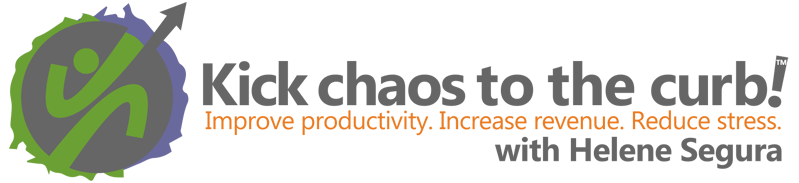 Kick chaos to the curb!™
Improve productivity. Increase revenue. Reduce stress.
with Helene Segura